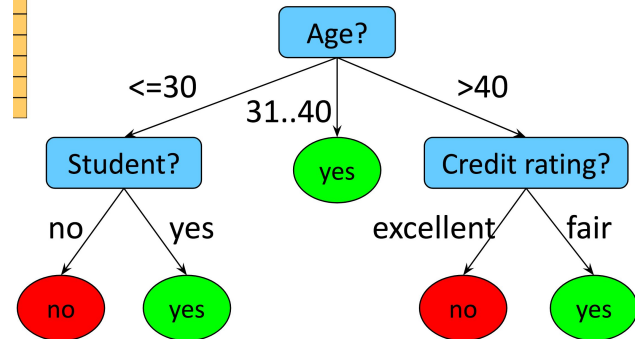 Age?
<=30
31..40
>40
Student?
yes
Credit rating?
no
yes
excellent
fair
no
yes
no
yes